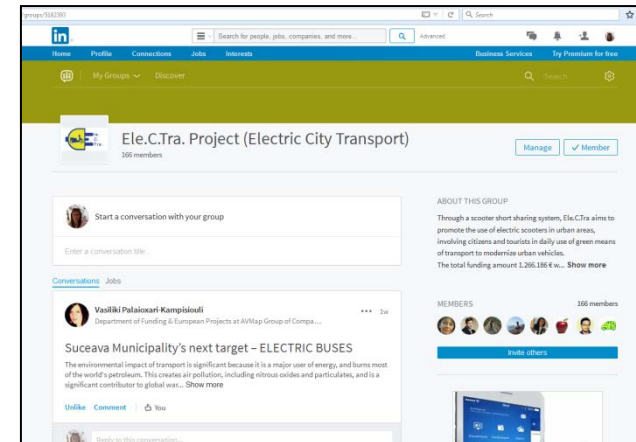 groups/5162393
Search
in
Search for people, jobs, companies, and more...
Advanced
Home Profile Connections Jobs Interests Business Services Try Premium for free
My Groups Discover Search
Ele.C.Tra. Project (Electric City Transport)
166 members
Manage ✓ Member
Start a conversation with your group
Enter a conversation title...
Conversations Jobs
Vasiliki Palaioxari-Kampisiouli
Department of Funding & European Projects at AVMap Group of Compa...
1w
Suceava Municipality's next target – ELECTRIC BUSES
The environmental impact of transport is significant because it is a major user of energy, and burns most
of the world's petroleum. This creates air pollution, including nitrous oxides and particulates, and is a
significant contributor to global war... Show more
Unlike Comment You
Reply to this conversation...
ABOUT THIS GROUP
Through a scooter short sharing system, Ele.C.Tra aims to
promote the use of electric scooters in urban areas,
involving citizens and tourists in daily use of green means
of transport to modernize urban vehicles.
The total funding amount 1.266.186 € w... Show more
MEMBERS 166 members
Invite others